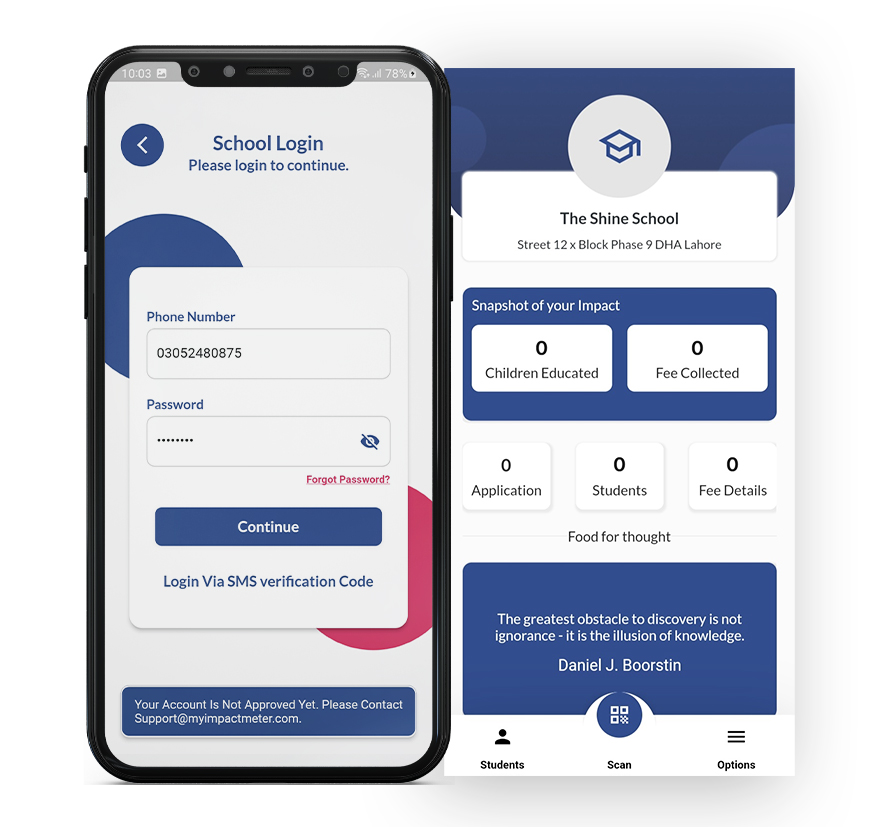 10:03
78%
School Login
Please login to continue.
Phone Number
03052480875
Password
Forgot Password?
Continue
Login Via SMS verification Code
Your Account Is Not Approved Yet. Please Contact
Support@myimpactmeter.com.
The Shine School
Street 12 x Block Phase 9 DHA Lahore
Snapshot of your Impact
0
Children Educated
0
Fee Collected
0
Application
0
Students
0
Fee Details
Food for thought
The greatest obstacle to discovery is not
ignorance - it is the illusion of knowledge.
Daniel J. Boorstin
Students
Scan
Options